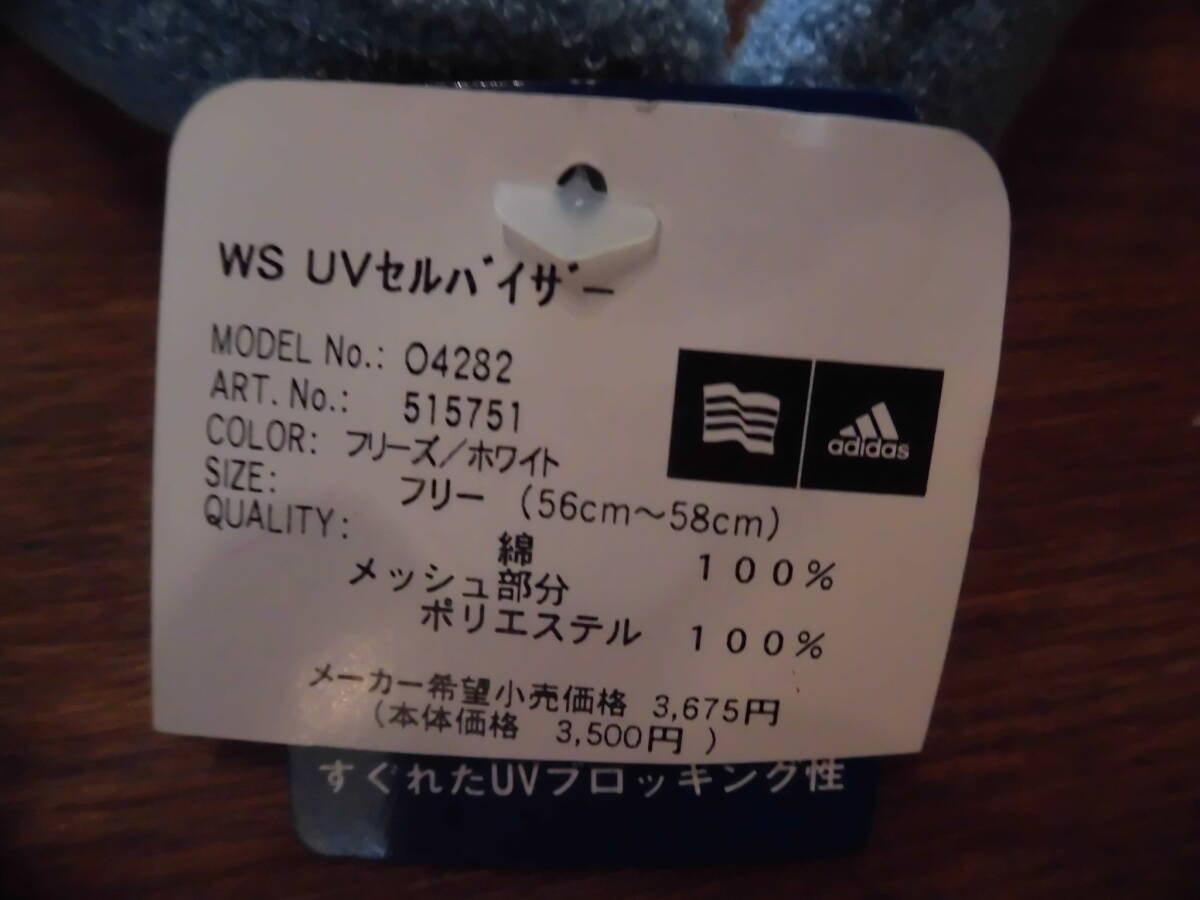 WS UVセルバイザー
MODEL No.: 04282
ART. No.: 515751
COLOR: フリーズ/ホワイト
SIZE: フリー (56cm～58cm)
QUALITY:
綿 100%
メッシュ部分
ポリエステル 100%
adidas
メーカー希望小売価格 3,675円
(本体価格 3,500円 )
すぐれたUVブロッキング性